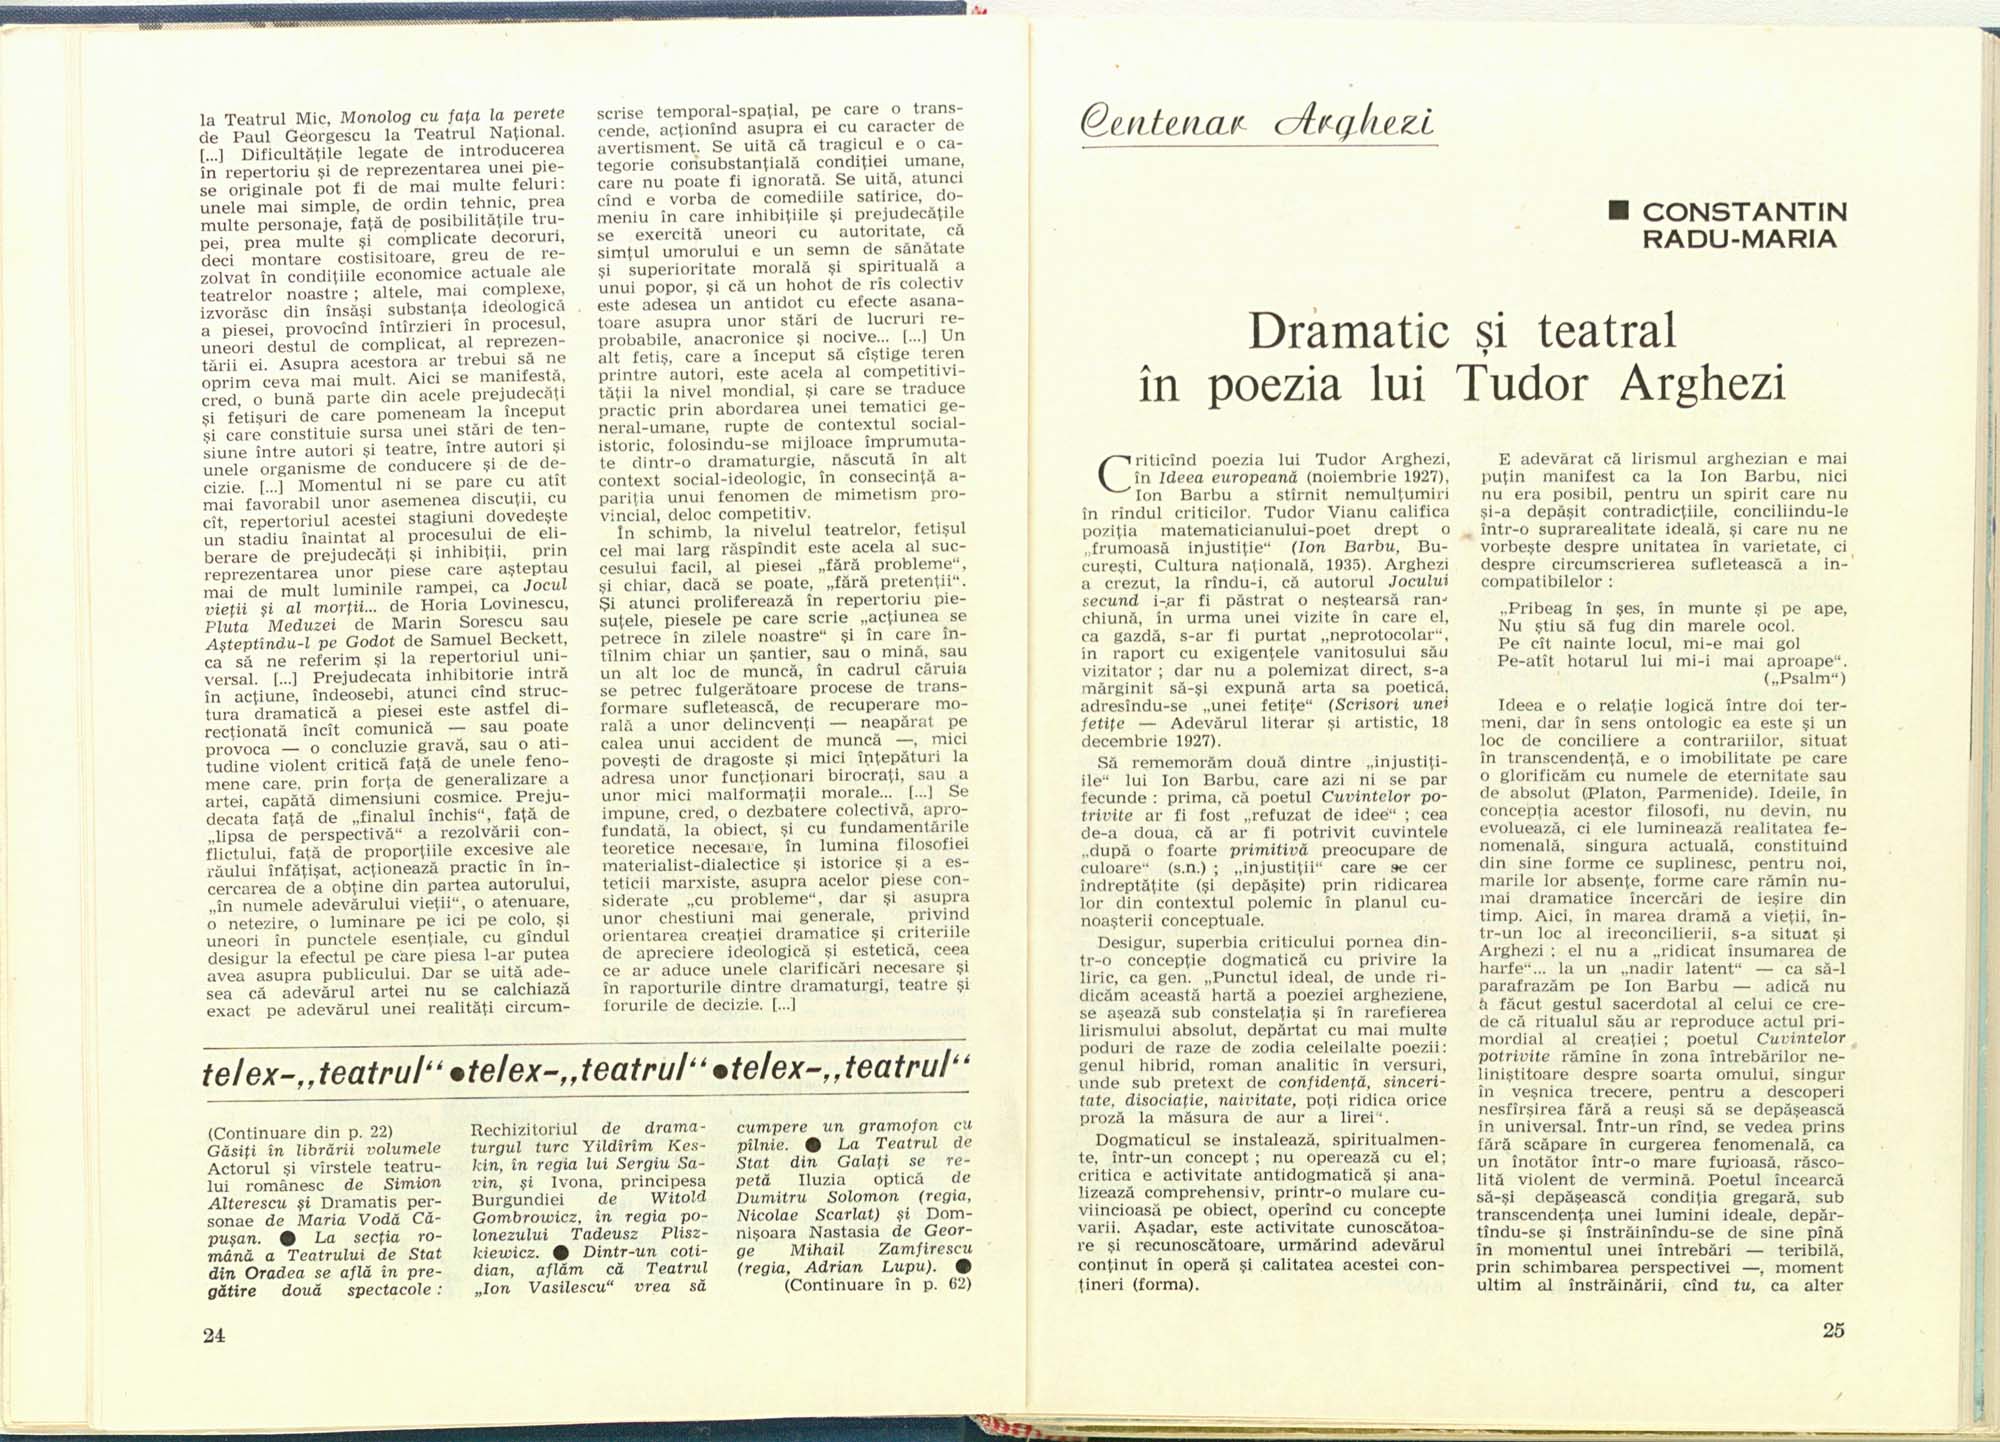 la Teatrul Mic, Monolog cu fața la perete
de Paul Georgescu la Teatrul Național.
[...] Dificultățile legate de introducerea
în repertoriu și de reprezentarea unei pie-
se originale pot fi de mai multe feluri:
unele mai simple, de ordin tehnic, prea
multe personaje, față de posibilitățile tru-
pei, prea multe și complicate decoruri,
deci montare costisitoare, greu de re-
zolvat în condițiile economice actuale ale
teatrelor noastre ; altele, mai complexe,
izvorăsc din însăși substanța ideologică
a piesei, provocînd întîrzieri în procesul,
uneori destul de complicat, al reprezen-
tării ei. Asupra acestora ar trebui să ne
oprim ceva mai mult. Aici se manifestă,
cred, o bună parte din acele prejudecăți
și fetișuri de care pomeneam la început
și care constituie sursa unei stări de ten-
siune între autori și teatre, între autori și
unele organisme de conducere și de de-
cizie. [...] Momentul ni se pare cu atît
mai favorabil unor asemenea discuții, cu
cît, repertoriul acestei stagiuni dovedește
un stadiu înaintat al procesului de eli-
berare de prejudecăți și inhibiții, prin
reprezentarea unor piese care așteptau
mai de mult luminile rampei, ca Jocul
vieții și al morții... de Horia Lovinescu,
Pluta Meduzei de Marin Sorescu sau
Așteptîndu-l pe Godot de Samuel Beckett,
ca să ne referim și la repertoriul uni-
versal. [...] Prejudecata inhibitorie intră
în acțiune, îndeosebi, atunci cînd struc-
tura dramatică a piesei este astfel di-
recționată încît comunică — sau poate
provoca — o concluzie gravă, sau o ati-
tudine violent critică față de unele feno-
mene care, prin forța de generalizare a
artei, capătă dimensiuni cosmice. Preju-
decata față de „finalul închis“, față de
„lipsa de perspectivă“ a rezolvării con-
flictului, față de proporțiile excesive ale
răului înfățișat, acționează practic în în-
cercarea de a obține din partea autorului,
„în numele adevărului vieții“, o atenuare,
o netezire, o luminare pe ici pe colo, și
uneori în punctele esențiale, cu gîndul
desigur la efectul pe care piesa l-ar putea
avea asupra publicului. Dar se uită ade-
sea că adevărul artei nu se calchiază
exact pe adevărul unei realități circum-
scrise temporal-spațial, pe care o trans-
cende, acționînd asupra ei cu caracter de
avertisment. Se uită că tragicul e o ca-
tegorie consubstanțială condiției umane,
care nu poate fi ignorată. Se uită, atunci
cînd e vorba de comediile satirice, do-
meniu în care inhibițiile și prejudecățile
se exercită uneori cu autoritate, că
simțul umorului e un semn de sănătate
și superioritate morală și spirituală a
unui popor, și că un hohot de rîs colectiv
este adesea un antidot cu efecte asana-
toare asupra unor stări de lucruri re-
probabile, anacronice și nocive... [...] Un
alt fetiș, care a început să cîștige teren
printre autori, este acela al competitivi-
tății la nivel mondial, și care se traduce
practic prin abordarea unei tematici ge-
neral-umane, rupte de contextul social-
istoric, folosindu-se mijloace împrumuta-
te dintr-o dramaturgie, născută în alt
context social-ideologic, în consecință a-
pariția unui fenomen de mimetism pro-
vincial, deloc competitiv.
În schimb, la nivelul teatrelor, fetișul
cel mai larg răspîndit este acela al suc-
cesului facil, al piesei „fără probleme“,
și chiar, dacă se poate, „fără pretenții“.
Și atunci proliferează în repertoriu pie-
suțele, piesele pe care scrie „acțiunea se
petrece în zilele noastre“ și în care în-
tîlnim chiar un șantier, sau o mină, sau
un alt loc de muncă, în cadrul căruia
se petrec fulgerătoare procese de trans-
formare sufletească, de recuperare mo-
rală a unor delincvenți — neapărat pe
calea unui accident de muncă —, mici
povești de dragoste și mici înțepături la
adresa unor funcționari birocrați, sau a
unor mici malformații morale... [...] Se
impune, cred, o dezbatere colectivă, apro-
fundată, la obiect, și cu fundamentările
teoretice necesare, în lumina filosofiei
materialist-dialectice și istorice și a es-
teticii marxiste, asupra acelor piese con-
siderate „cu probleme“, dar și asupra
unor chestiuni mai generale, privind
orientarea creației dramatice și criteriile
de apreciere ideologică și estetică, ceea
ce ar aduce unele clarificări necesare și
în raporturile dintre dramaturgi, teatre și
forurile de decizie. [...]
telex-„teatrul“ ● telex-„teatrul“ ● telex-„teatrul“
(Continuare din p. 22)
Găsiți în librării volumele
Actorul și vîrstele teatru-
lui românesc de Simion
Alterescu și Dramatis per-
sonae de Maria Vodă Că-
pușan. ● La secția ro-
mână a Teatrului de Stat
din Oradea se află în pre-
gătire două spectacole :
Rechizitoriul de drama-
turgul turc Yildîrîm Kes-
kin, în regia lui Sergiu Sa-
vin, și Ivona, principesa
Burgundiei de Witold
Gombrowicz, în regia po-
lonezului Tadeusz Plisz-
kiewicz. ● Dintr-un coti-
dian, aflăm că Teatrul
„Ion Vasilescu“ vrea să
cumpere un gramofon cu
pîlnie. ● La Teatrul de
Stat din Galați se re-
petă Iluzia optică de
Dumitru Solomon (regia,
Nicolae Scarlat) și Dom-
nișoara Nastasia de Geor-
ge Mihail Zamfirescu
(regia, Adrian Lupu). ●
(Continuare în p. 62)
24
Centenar Arghezi
■ CONSTANTIN
RADU-MARIA
Dramatic și teatral
în poezia lui Tudor Arghezi
Criticînd poezia lui Tudor Arghezi,
în Ideea europeană (noiembrie 1927),
Ion Barbu a stîrnit nemulțumiri
în rîndul criticilor. Tudor Vianu califica
poziția matematicianului-poet drept o
„frumoasă injustiție“ (Ion Barbu, Bu-
curești, Cultura națională, 1935). Arghezi
a crezut, la rîndu-i, că autorul Jocului
secund i-ar fi păstrat o neștearsă ran-
chiună, în urma unei vizite în care el,
ca gazdă, s-ar fi purtat „neprotocolar“,
în raport cu exigențele vanitosului său
vizitator ; dar nu a polemizat direct, s-a
mărginit să-și expună arta sa poetică,
adresîndu-se „unei fetițe“ (Scrisori unei
fetițe — Adevărul literar și artistic, 18
decembrie 1927).
Să rememorăm două dintre „injustiți-
ile“ lui Ion Barbu, care azi ni se par
fecunde : prima, că poetul Cuvintelor po-
trivite ar fi fost „refuzat de idee“ ; cea
de-a doua, că ar fi potrivit cuvintele
„după o foarte primitivă preocupare de
culoare“ (s.n.) ; „injustiții“ care se cer
îndreptățite (și depășite) prin ridicarea
lor din contextul polemic în planul cu-
noașterii conceptuale.
Desigur, superbia criticului pornea din-
tr-o concepție dogmatică cu privire la
liric, ca gen. „Punctul ideal, de unde ri-
dicăm această hartă a poeziei argheziene,
se așează sub constelația și în rarefierea
lirismului absolut, depărtat cu mai multe
poduri de raze de zodia celeilalte poezii:
genul hibrid, roman analitic în versuri,
unde sub pretext de confidență, sinceri-
tate, disociație, naivitate, poți ridica orice
proză la măsura de aur a lirei“.
Dogmaticul se instalează, spiritualmen-
te, într-un concept ; nu operează cu el;
critica e activitate antidogmatică și ana-
lizează comprehensiv, printr-o mulare cu-
viincioasă pe obiect, operînd cu concepte
varii. Așadar, este activitate cunoscătoa-
re și recunoscătoare, urmărind adevărul
conținut în operă și calitatea acestei con-
țineri (forma).
E adevărat că lirismul arghezian e mai
puțin manifest ca la Ion Barbu, nici
nu era posibil, pentru un spirit care nu
și-a depășit contradicțiile, conciliindu-le
într-o suprarealitate ideală, și care nu ne
vorbește despre unitatea în varietate, ci
despre circumscrierea sufletească a in-
compatibilelor :
„Pribeag în șes, în munte și pe ape,
Nu știu să fug din marele ocol.
Pe cît nainte locul, mi-e mai gol
Pe-atît hotarul lui mi-i mai aproape“.
(„Psalm“)
Ideea e o relație logică între doi ter-
meni, dar în sens ontologic ea este și un
loc de conciliere a contrariilor, situat
în transcendență, e o imobilitate pe care
o glorificăm cu numele de eternitate sau
de absolut (Platon, Parmenide). Ideile, în
concepția acestor filosofi, nu devin, nu
evoluează, ci ele luminează realitatea fe-
nomenală, singura actuală, constituind
din sine forme ce suplinesc, pentru noi,
marile lor absențe, forme care rămîn nu-
mai dramatice încercări de ieșire din
timp. Aici, în marea dramă a vieții, în-
tr-un loc al ireconcilierii, s-a situat și
Arghezi ; el nu a „ridicat însumarea de
harfe“... la un „nadir latent“ — ca să-l
parafrazăm pe Ion Barbu — adică nu
a făcut gestul sacerdotal al celui ce cre-
de că ritualul său ar reproduce actul pri-
mordial al creației ; poetul Cuvintelor
potrivite rămîne în zona întrebărilor ne-
liniștitoare despre soarta omului, singur
în veșnica trecere, pentru a descoperi
nesfîrșirea fără a reuși să se depășească
în universal. Într-un rînd, se vedea prins
fără scăpare în curgerea fenomenală, ca
un înotător într-o mare furioasă, răsco-
lită violent de vermină. Poetul încearcă
să-și depășească condiția gregară, sub
transcendența unei lumini ideale, depăr-
tîndu-se și înstrăinîndu-se de sine pînă
în momentul unei întrebări — teribilă,
prin schimbarea perspectivei —, moment
ultim al înstrăinării, cînd tu, ca alter
25